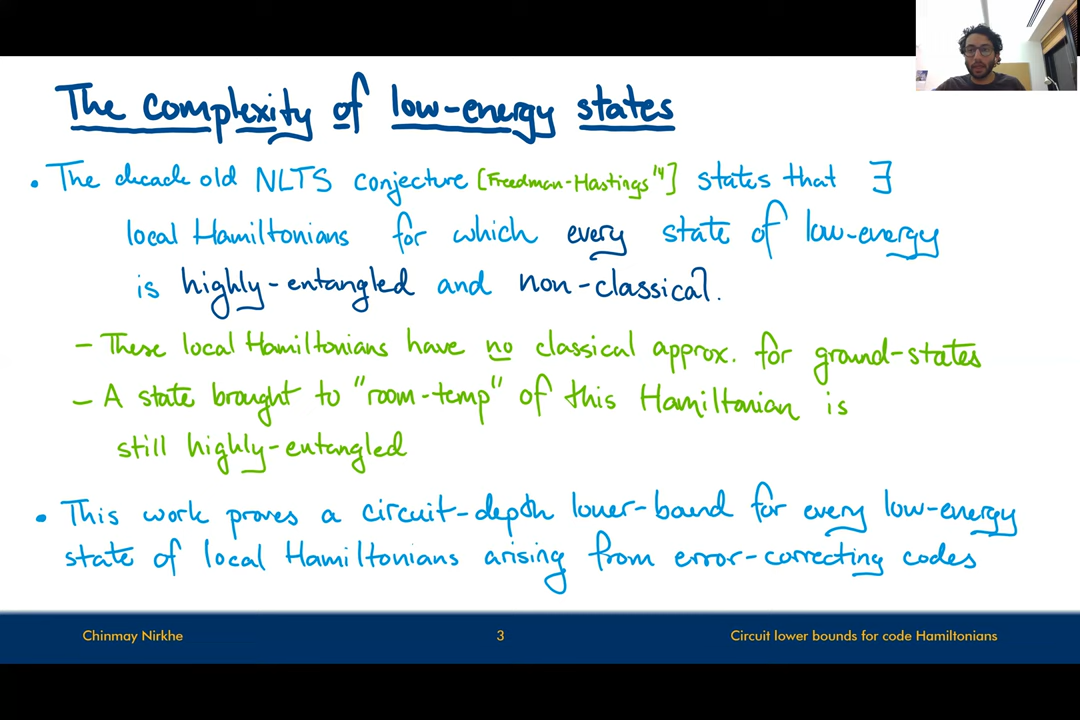 The complexity of low-energy states
• The decade old NLTS conjecture [Freedman-Hastings '14] states that ∃
local Hamiltonians for which every state of low-energy
is highly-entangled and non-classical.
- These local Hamiltonians have no classical approx. for ground-states
- A state brought to "room-temp" of this Hamiltonian is
still highly-entangled
• This work proves a circuit-depth lower-bound for every low-energy
state of local Hamiltonians arising from error-correcting codes
Chinmay Nirkhe
3
Circuit lower bounds for code Hamiltonians